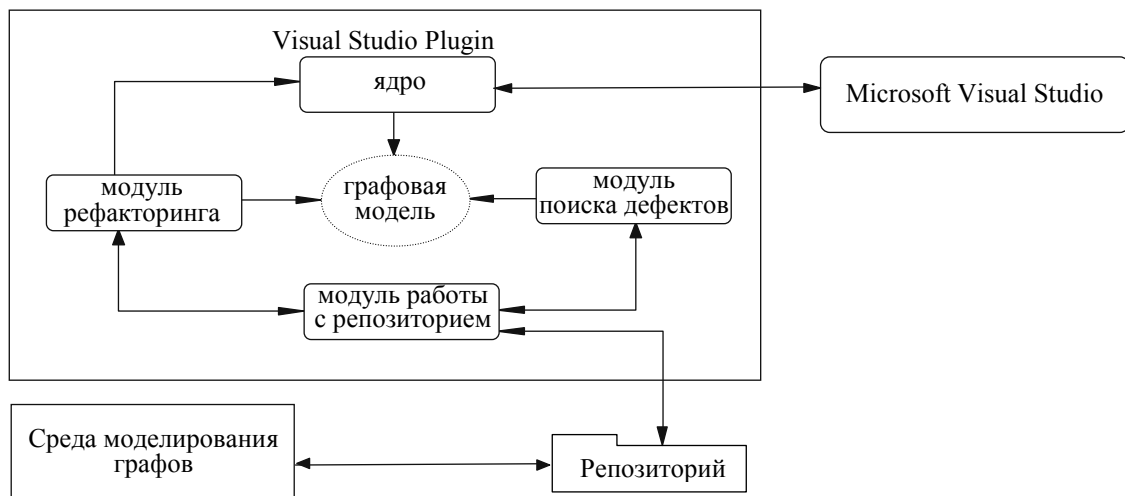 Visual Studio Plugin
ядро
Microsoft Visual Studio
модуль
рефакторинга
графовая
модель
модуль
поиска дефектов
модуль работы
с репозиторием
Среда моделирования
графов
Репозиторий